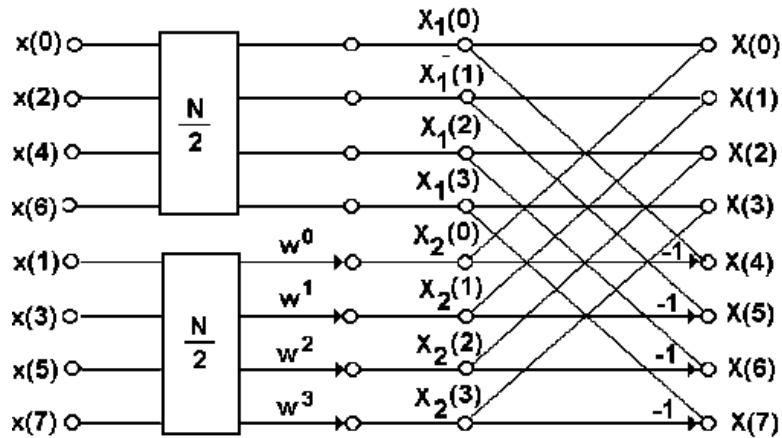 x(0) X₁(0) X(0)
x(2) X₁(1) X(1)
N/2
x(4) X₁(2) X(2)
x(6) X₁(3) X(3)
x(1) w⁰ X₂(0) -1 X(4)
x(3) w¹ X₂(1) -1 X(5)
N/2
x(5) w² X₂(2) -1 X(6)
x(7) w³ X₂(3) -1 X(7)